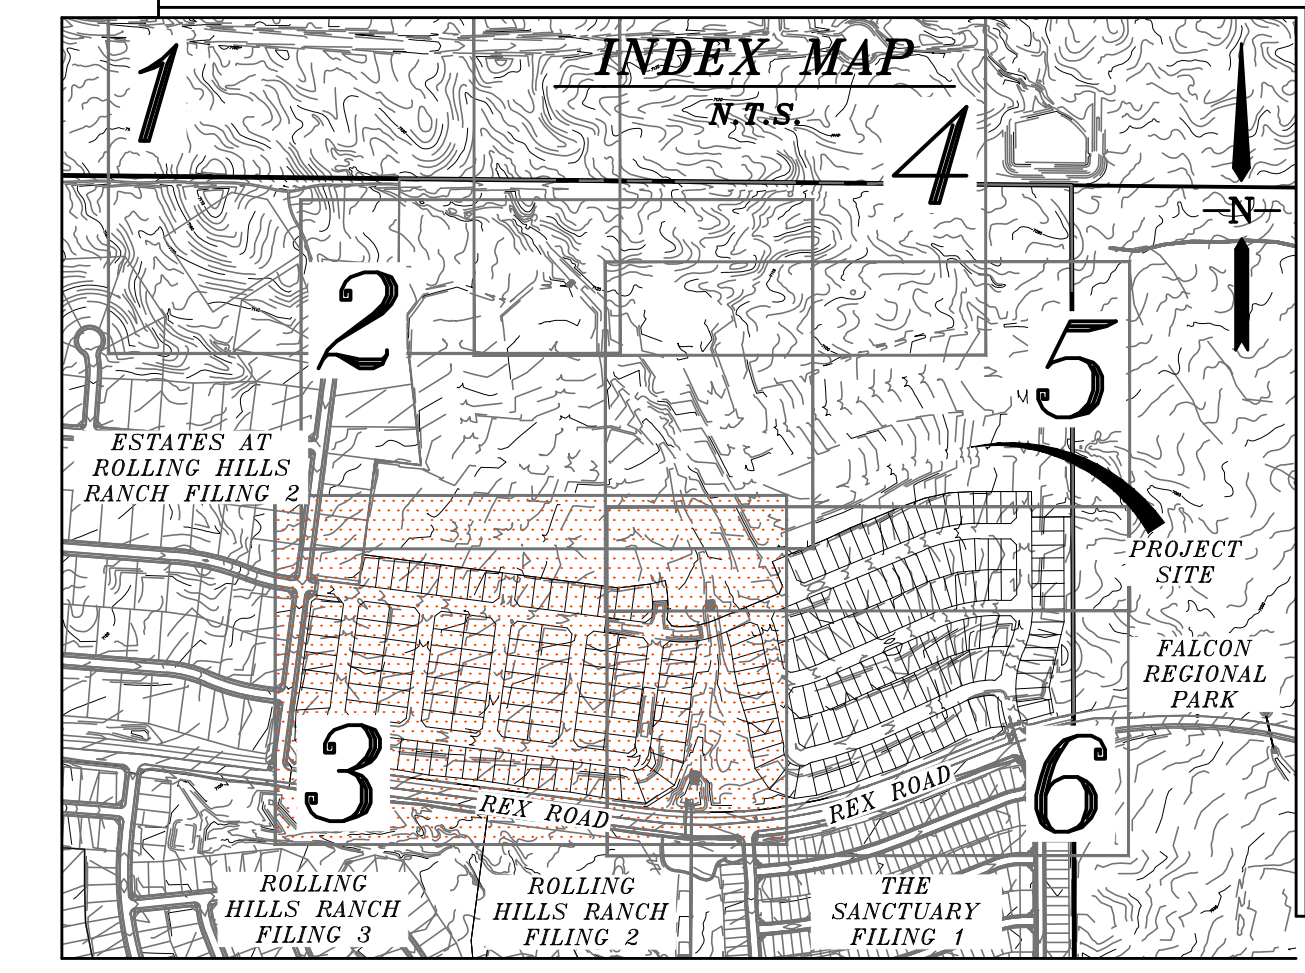 INDEX MAP
N.T.S.
1
4
N
2
5
ESTATES AT
ROLLING HILLS
RANCH FILING 2
PROJECT
SITE
FALCON
REGIONAL
PARK
3
6
REX ROAD
REX ROAD
ROLLING
HILLS RANCH
FILING 3
ROLLING
HILLS RANCH
FILING 2
THE
SANCTUARY
FILING 1